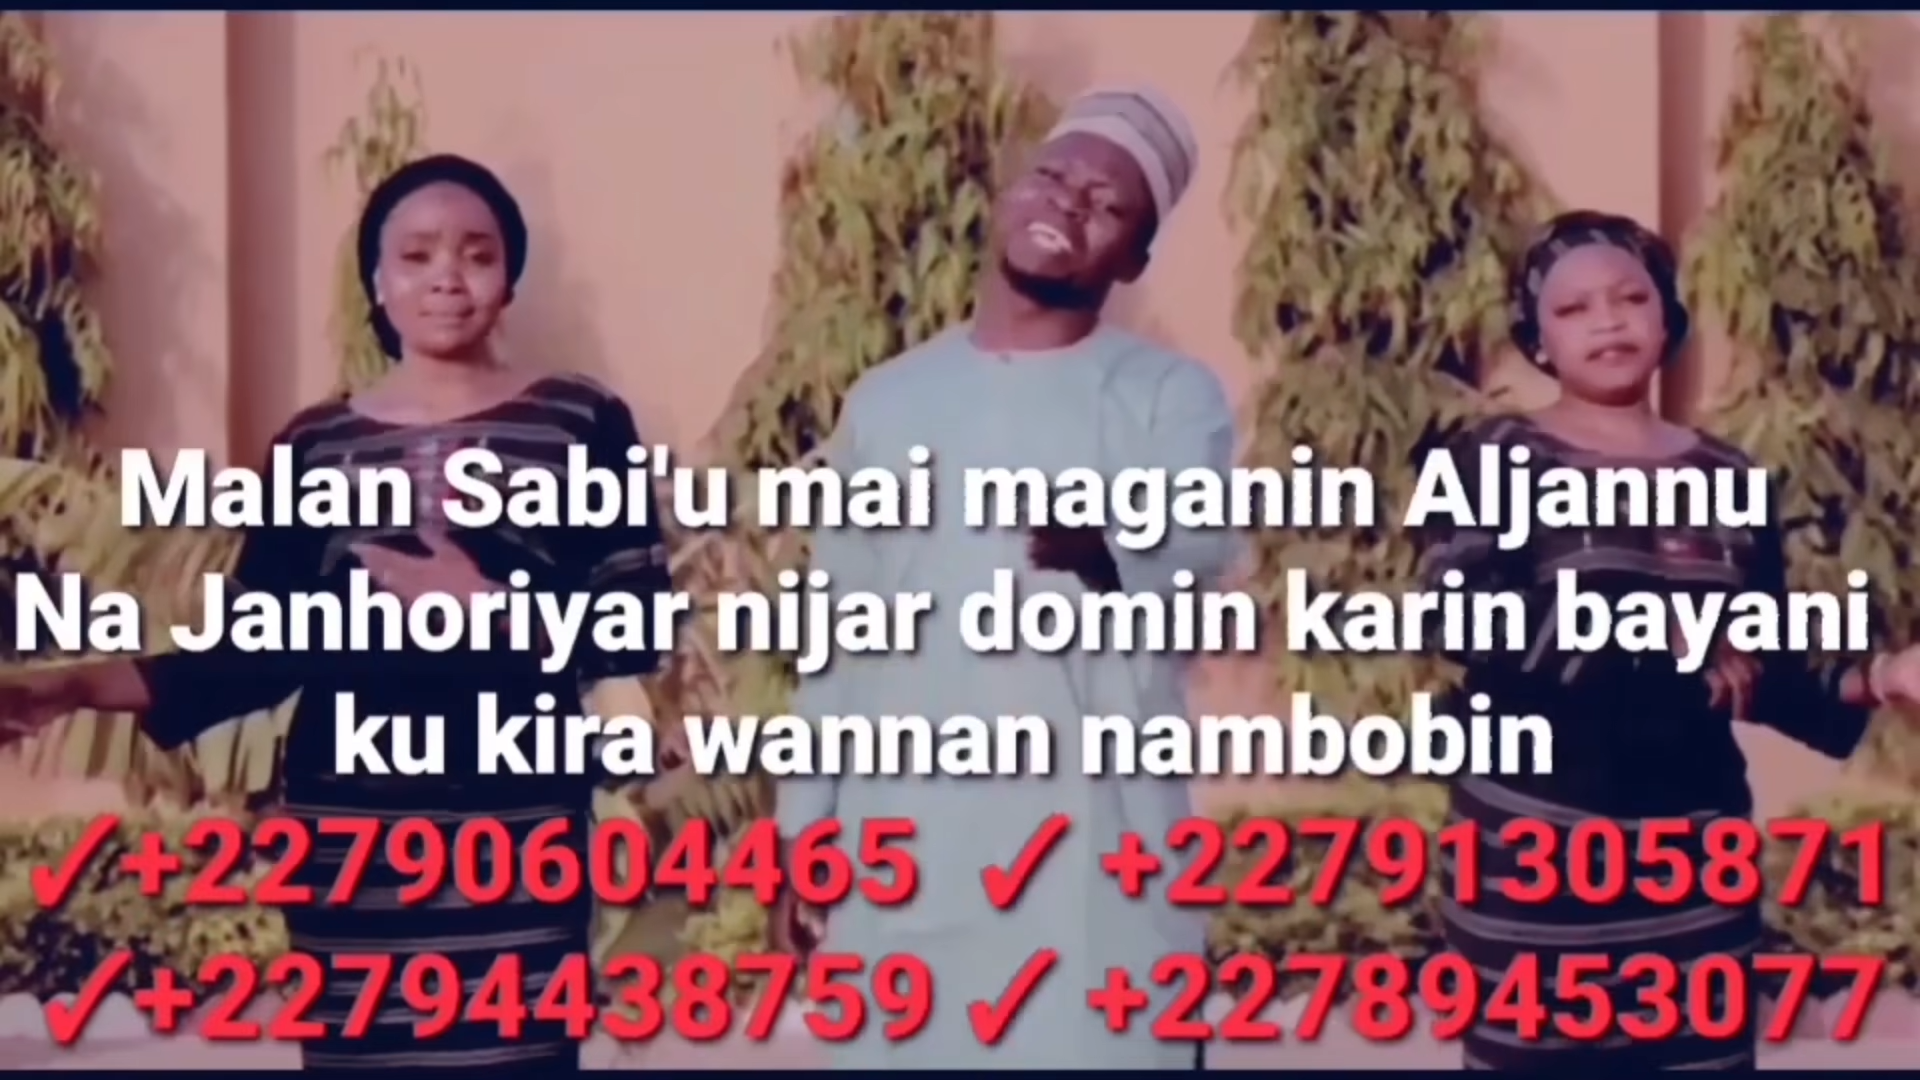 Malan Sabi'u mai maganin Aljannu
Na Janhoriyar nijar domin karin bayani
ku kira wannan nambobin
✓+22790604465 ✓ +22791305871
✓+22794438759 ✓ +22789453077